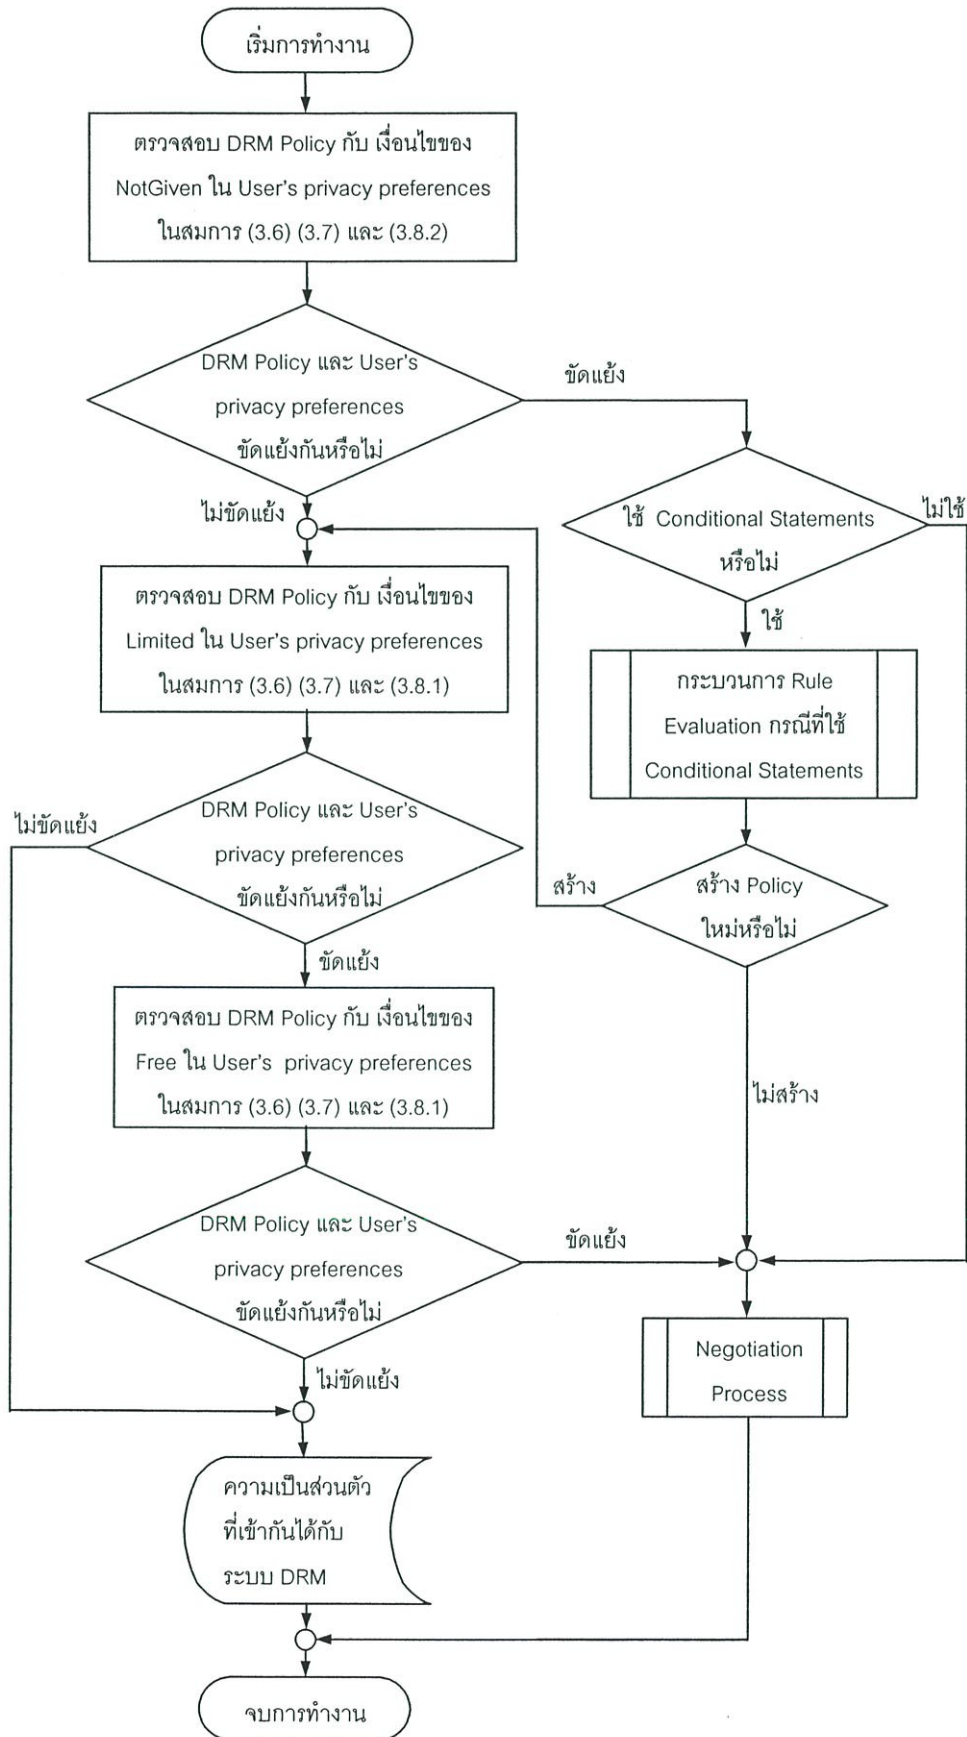 เริ่มการทำงาน
ตรวจสอบ DRM Policy กับ เงื่อนไขของ
NotGiven ใน User's privacy preferences
ในสมการ (3.6) (3.7) และ (3.8.2)
DRM Policy และ User's
privacy preferences
ขัดแย้งกันหรือไม่
ขัดแย้ง
ไม่ขัดแย้ง
ใช้ Conditional Statements
หรือไม่
ไม่ใช้
ใช้
ตรวจสอบ DRM Policy กับ เงื่อนไขของ
Limited ใน User's privacy preferences
ในสมการ (3.6) (3.7) และ (3.8.1)
กระบวนการ Rule
Evaluation กรณีที่ใช้
Conditional Statements
DRM Policy และ User's
privacy preferences
ขัดแย้งกันหรือไม่
ไม่ขัดแย้ง
ขัดแย้ง
สร้าง
สร้าง Policy
ใหม่หรือไม่
ไม่สร้าง
ตรวจสอบ DRM Policy กับ เงื่อนไขของ
Free ใน User's privacy preferences
ในสมการ (3.6) (3.7) และ (3.8.1)
DRM Policy และ User's
privacy preferences
ขัดแย้งกันหรือไม่
ขัดแย้ง
ไม่ขัดแย้ง
Negotiation
Process
ความเป็นส่วนตัว
ที่เข้ากันได้กับ
ระบบ DRM
จบการทำงาน